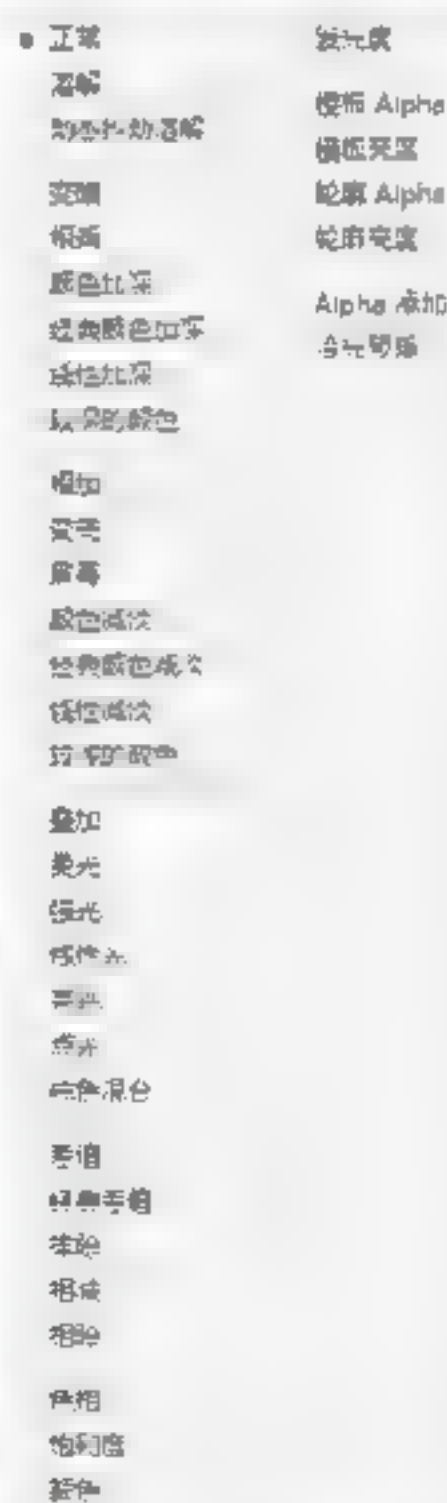 正常
溶解
动态抖动溶解
变暗
相乘
颜色加深
经典颜色加深
线性加深
较深的颜色
相加
变亮
屏幕
颜色减淡
经典颜色减淡
线性减淡
较浅的颜色
叠加
柔光
强光
线性光
亮光
点光
纯色混合
差值
经典差值
排除
相减
相除
色相
饱和度
颜色
发光度
模板 Alpha
模板亮度
轮廓 Alpha
轮廓亮度
Alpha 添加
冷光预乘